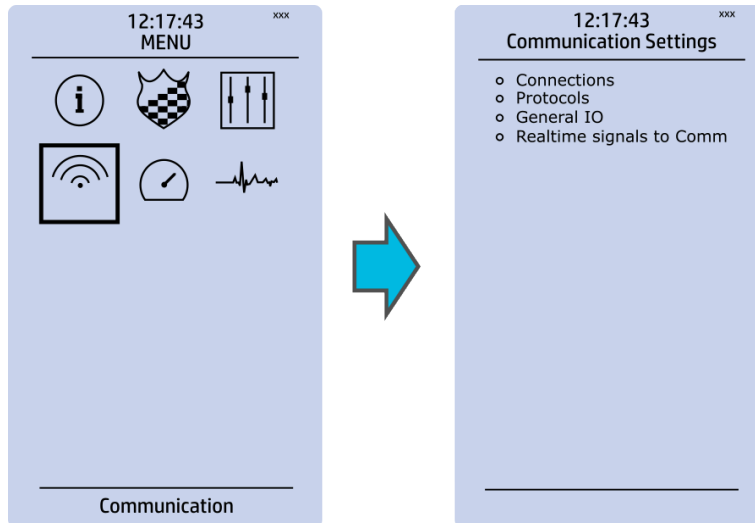 12:17:43
xxx
MENU
i
Communication
12:17:43
xxx
Communication Settings
Connections
Protocols
General IO
Realtime signals to Comm